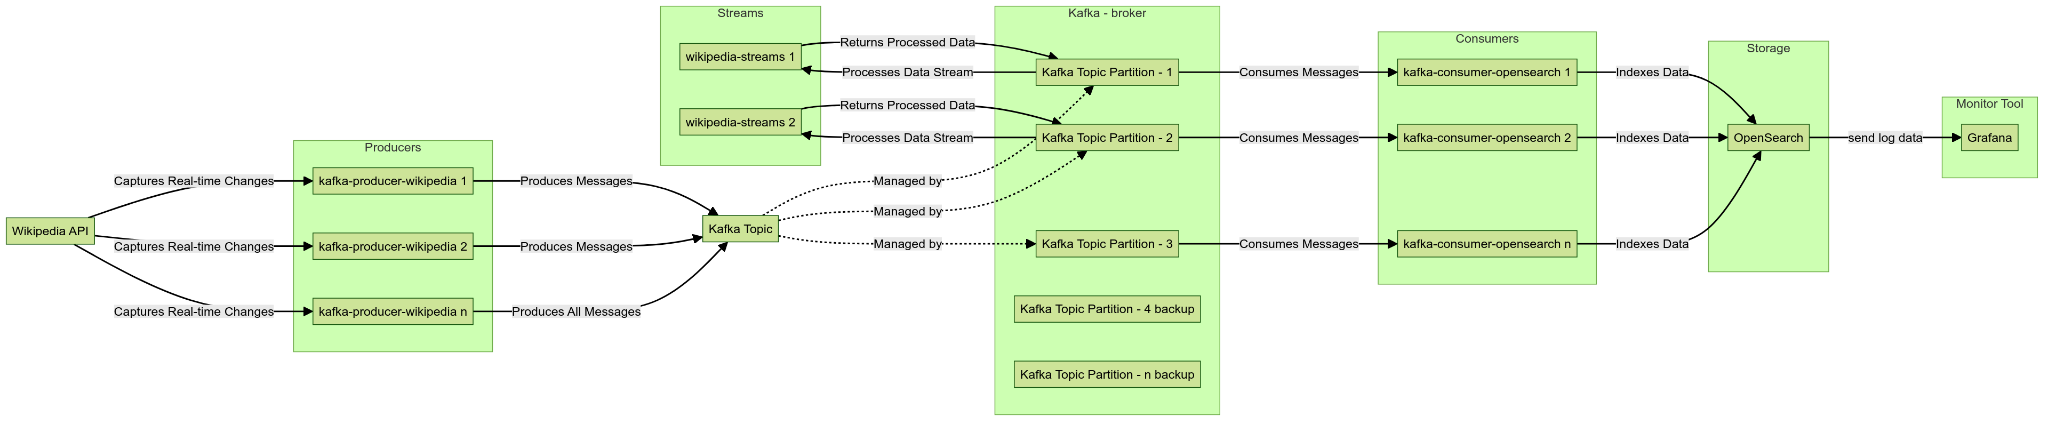 Wikipedia API
Captures Real-time Changes
Captures Real-time Changes
Captures Real-time Changes
Producers
kafka-producer-wikipedia 1
kafka-producer-wikipedia 2
kafka-producer-wikipedia n
Produces Messages
Produces Messages
Produces All Messages
Streams
wikipedia-streams 1
wikipedia-streams 2
Kafka Topic
Returns Processed Data
Processes Data Stream
Returns Processed Data
Processes Data Stream
Managed by
Managed by
Managed by
Kafka - broker
Kafka Topic Partition - 1
Kafka Topic Partition - 2
Kafka Topic Partition - 3
Kafka Topic Partition - 4 backup
Kafka Topic Partition - n backup
Consumes Messages
Consumes Messages
Consumes Messages
Consumers
kafka-consumer-opensearch 1
kafka-consumer-opensearch 2
kafka-consumer-opensearch n
Indexes Data
Indexes Data
Indexes Data
Storage
OpenSearch
send log data
Monitor Tool
Grafana